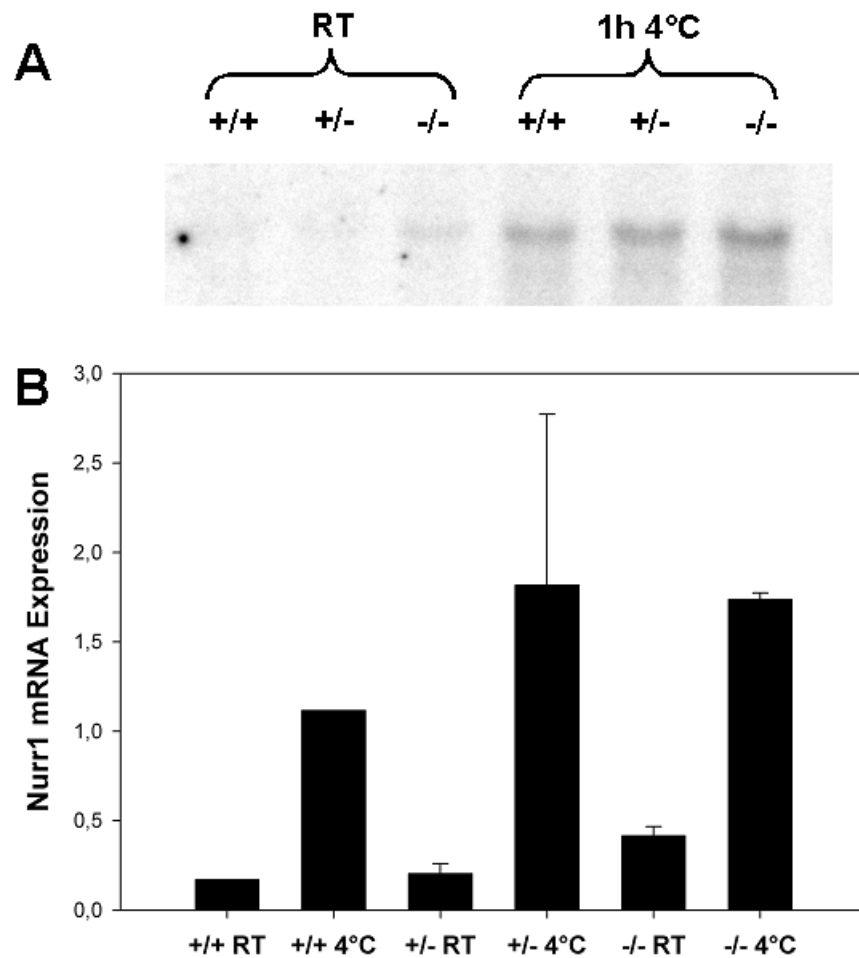 A
RT 1h 4°C
+/+ +/- -/- +/+ +/- -/-
B
Nurr1 mRNA Expression
3,0
2,5
2,0
1,5
1,0
0,5
0,0
+/+ RT +/+ 4°C +/- RT +/- 4°C -/- RT -/- 4°C